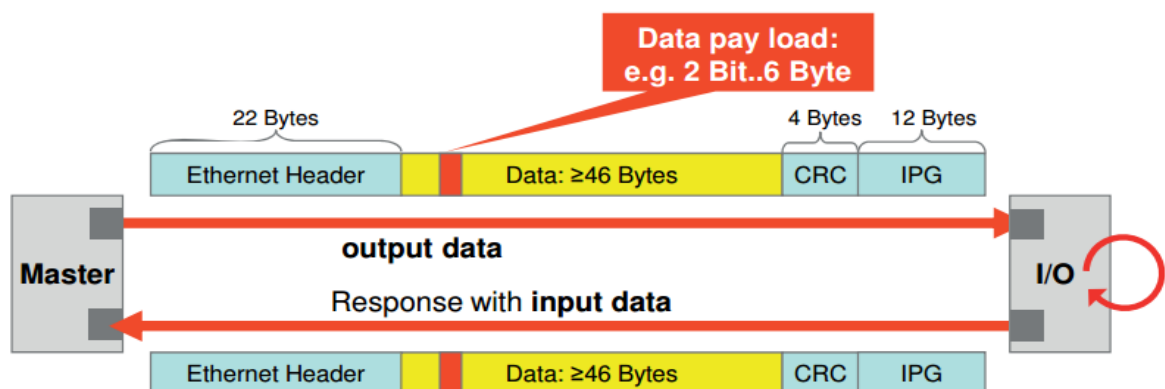 Data pay load:
e.g. 2 Bit..6 Byte
22 Bytes
4 Bytes
12 Bytes
Ethernet Header
Data: ≥46 Bytes
CRC
IPG
output data
Master
I/O
Response with input data
Ethernet Header
Data: ≥46 Bytes
CRC
IPG